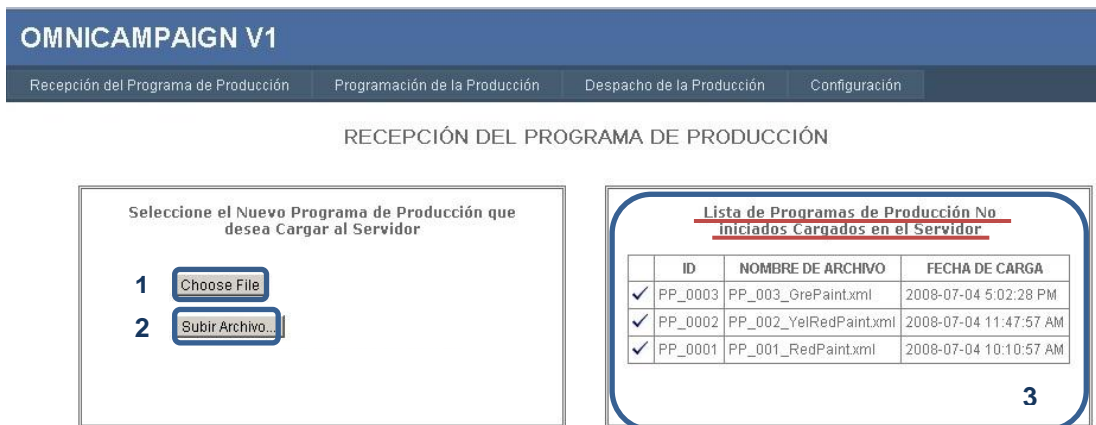 OMNICAMPAIGN V1
Recepción del Programa de Producción Programación de la Producción Despacho de la Producción Configuración
RECEPCIÓN DEL PROGRAMA DE PRODUCCIÓN
Seleccione el Nuevo Programa de Producción que
desea Cargar al Servidor
1 Choose File
2 Subir Archivo...
Lista de Programas de Producción No
iniciados Cargados en el Servidor
ID NOMBRE DE ARCHIVO FECHA DE CARGA
PP_0003 PP_003_GrePaint.xml 2008-07-04 5:02:28 PM
PP_0002 PP_002_YelRedPaint.xml 2008-07-04 11:47:57 AM
PP_0001 PP_001_RedPaint.xml 2008-07-04 10:10:57 AM
3